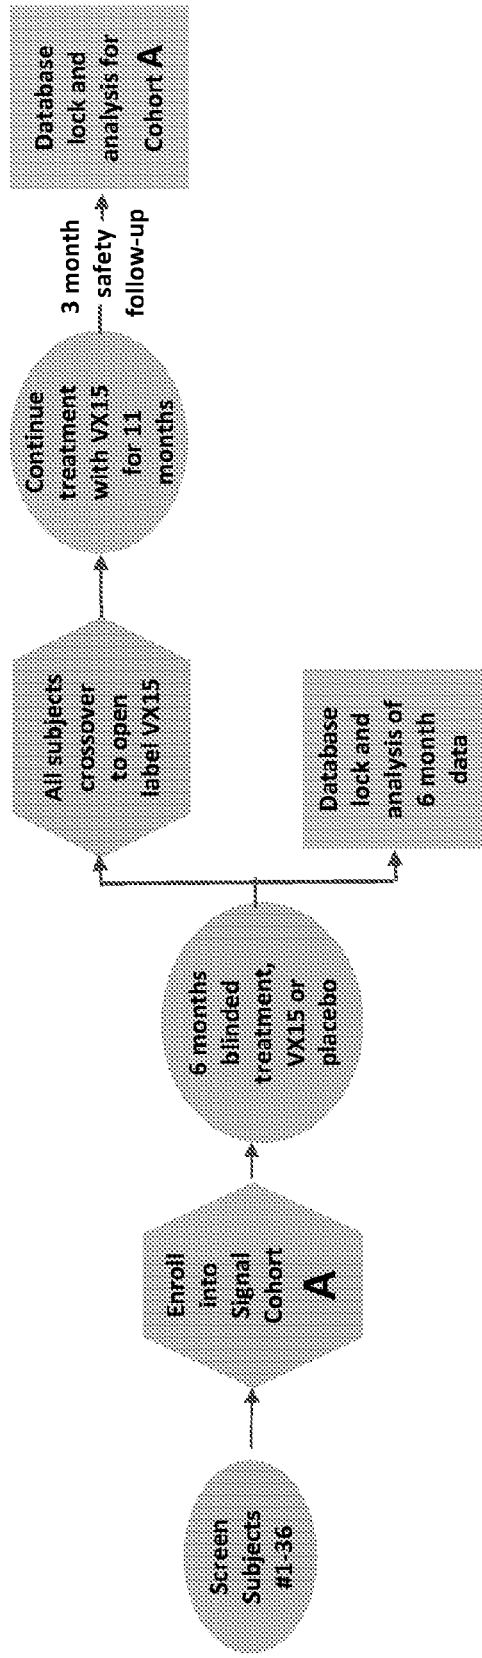 Screen
Subjects
#1-36
Enroll
into
Signal
Cohort
A
6 months
blinded
treatment,
VX15 or
placebo
All subjects
crossover
to open
label VX15
Continue
treatment
with VX15
for 11
months
3 month
safety
follow-up
Database
lock and
analysis for
Cohort A
Database
lock and
analysis of
6 month
data